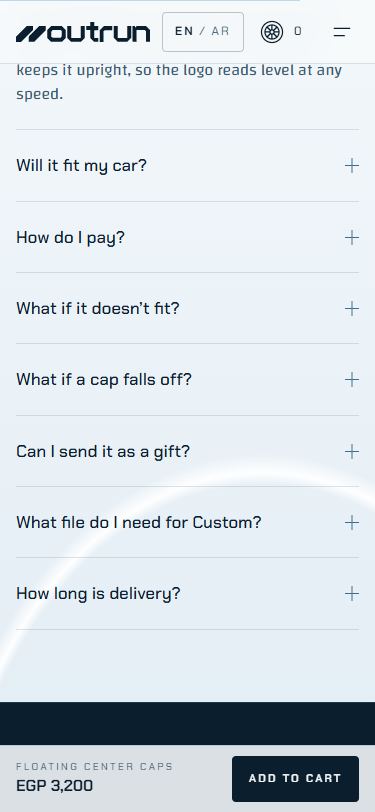 outrun
EN / AR
0
keeps it upright, so the logo reads level at any
speed.
Will it fit my car?
How do I pay?
What if it doesn’t fit?
What if a cap falls off?
Can I send it as a gift?
What file do I need for Custom?
How long is delivery?
FLOATING CENTER CAPS
EGP 3,200
ADD TO CART